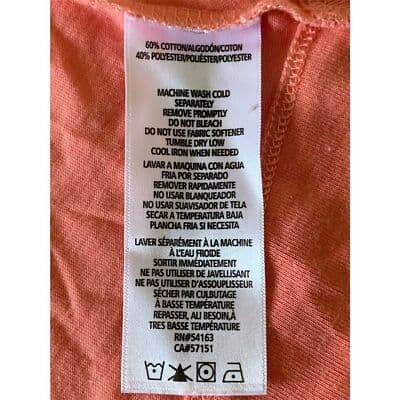 60% COTTON/ALGODÓN/COTON
40% POLYESTER/POLIÉSTER/POLYESTER
MACHINE WASH COLD
SEPARATELY
REMOVE PROMPTLY
DO NOT BLEACH
DO NOT USE FABRIC SOFTENER
TUMBLE DRY LOW
COOL IRON WHEN NEEDED
LAVAR A MAQUINA CON AGUA
FRIA POR SEPARADO
REMOVER RAPIDAMENTE
NO USAR BLANQUEADOR
NO USAR SUAVISADOR DE TELA
SECAR A TEMPERATURA BAJA
PLANCHA FRIA SI NECESITA
LAVER SÉPARÉMENT À LA MACHINE
À L'EAU FROIDE
SORTIR IMMÉDIATEMENT
NE PAS UTILISER DE JAVELLISANT
NE PAS UTILISER D'ASSOUPLISSEUR
SÉCHER PAR CULBUTAGE
À BASSE TEMPÉRATURE
REPASSER, AU BESOIN,À
TRES BASSE TEMPÉRATURE
RN#54163
CA#57151